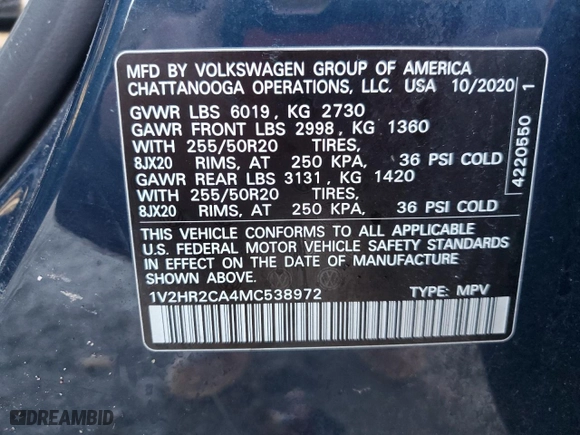 MFD BY VOLKSWAGEN GROUP OF AMERICA
CHATTANOOGA OPERATIONS, LLC. USA 10/2020
GVWR LBS 6019, KG 2730
GAWR FRONT LBS 2998, KG 1360
WITH 255/50R20 TIRES,
8JX20 RIMS, AT 250 KPA, 36 PSI COLD
GAWR REAR LBS 3131, KG 1420
WITH 255/50R20 TIRES,
8JX20 RIMS, AT 250 KPA, 36 PSI COLD
THIS VEHICLE CONFORMS TO ALL APPLICABLE
U.S. FEDERAL MOTOR VEHICLE SAFETY STANDARDS
IN EFFECT ON THE DATE OF MANUFACTURE
SHOWN ABOVE.
1V2HR2CA4MC538972 TYPE: MPV
4220550 1
DREAMBID